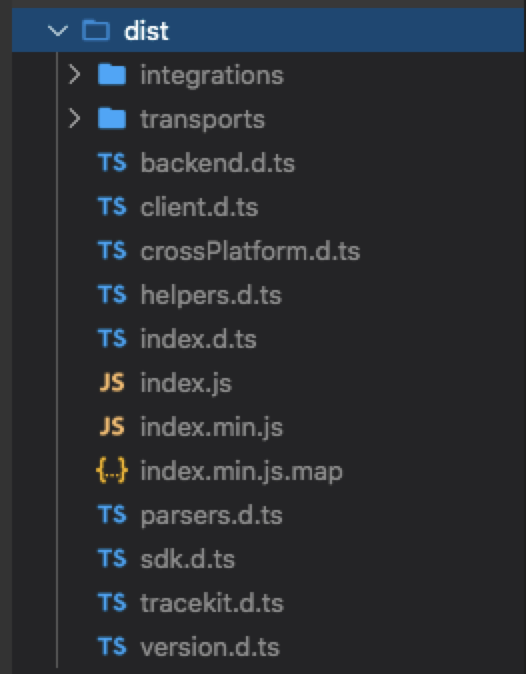 dist
integrations
transports
TS backend.d.ts
TS client.d.ts
TS crossPlatform.d.ts
TS helpers.d.ts
TS index.d.ts
JS index.js
JS index.min.js
{...} index.min.js.map
TS parsers.d.ts
TS sdk.d.ts
TS tracekit.d.ts
TS version.d.ts